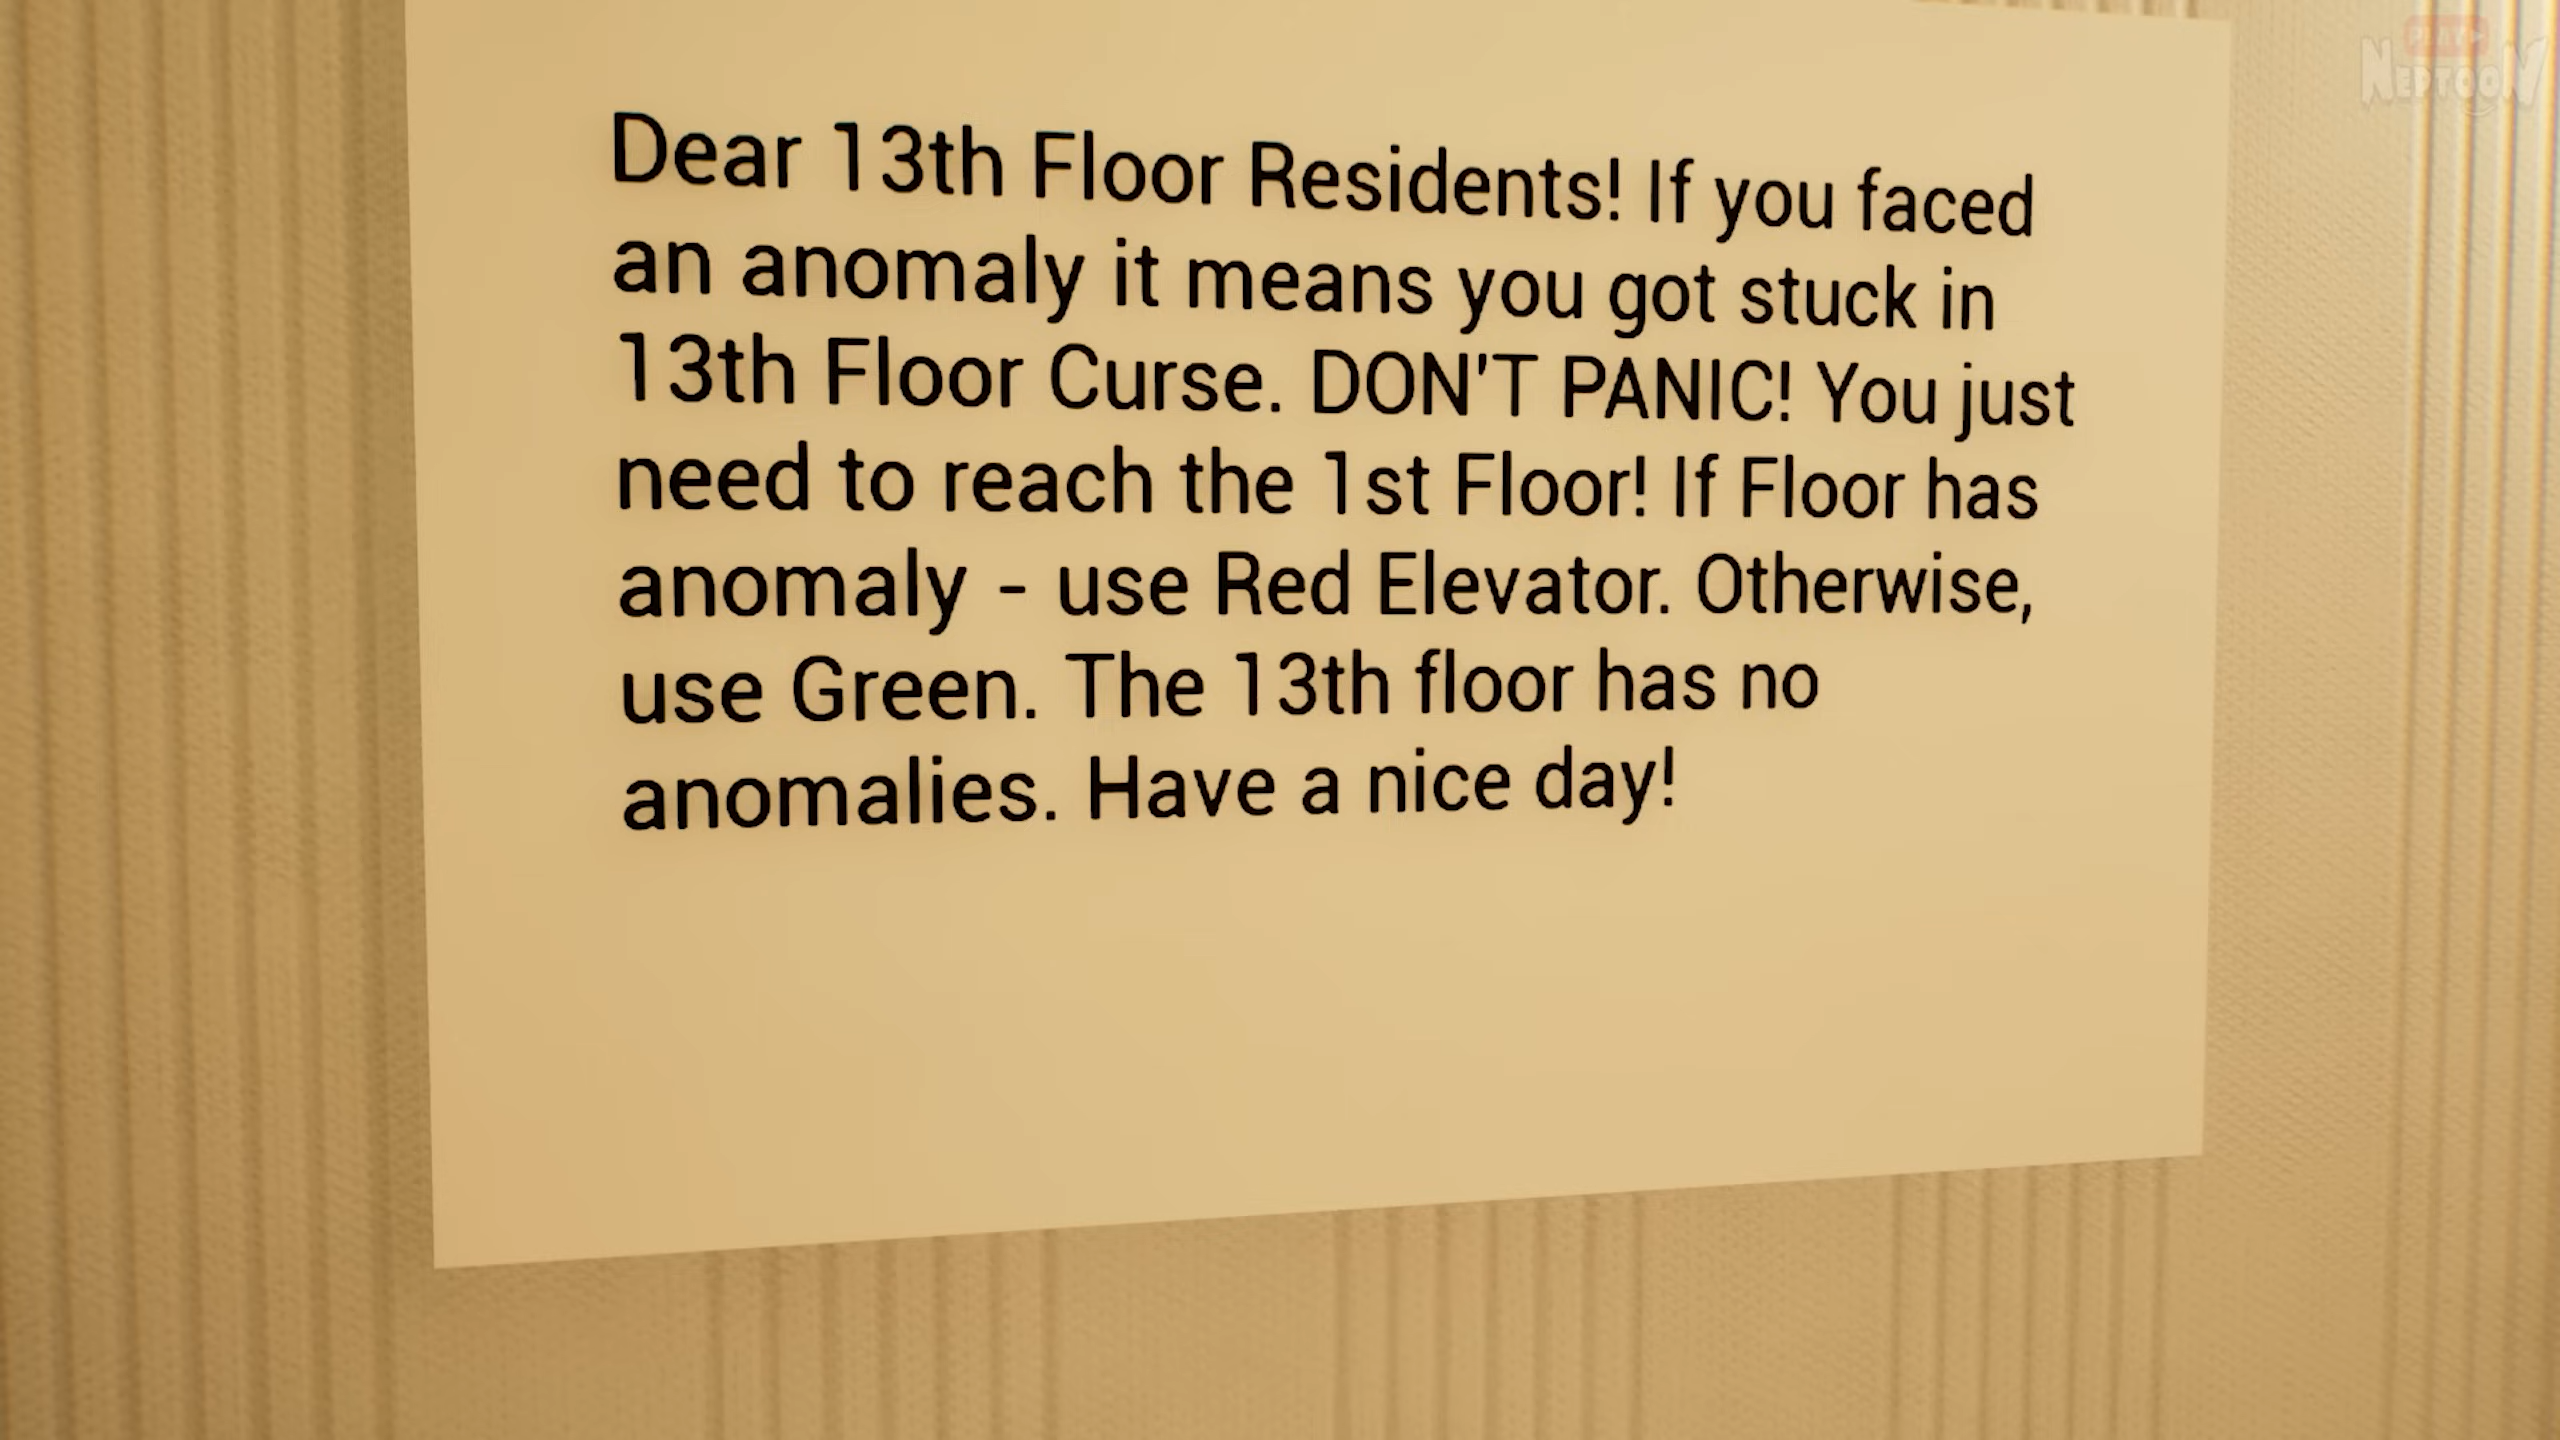 PLAY
NEPTOON
Dear 13th Floor Residents! If you faced
an anomaly it means you got stuck in
13th Floor Curse. DON'T PANIC! You just
need to reach the 1st Floor! If Floor has
anomaly - use Red Elevator. Otherwise,
use Green. The 13th floor has no
anomalies. Have a nice day!